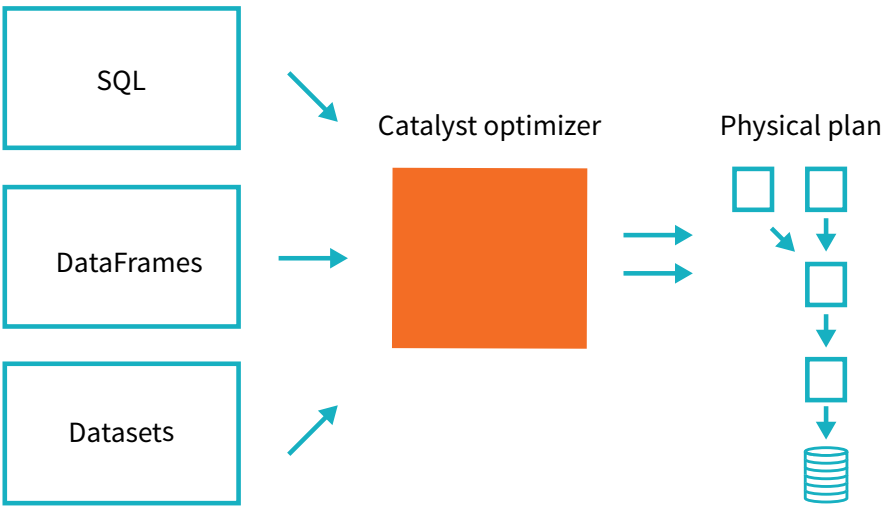 SQL
Catalyst optimizer
Physical plan
DataFrames
Datasets